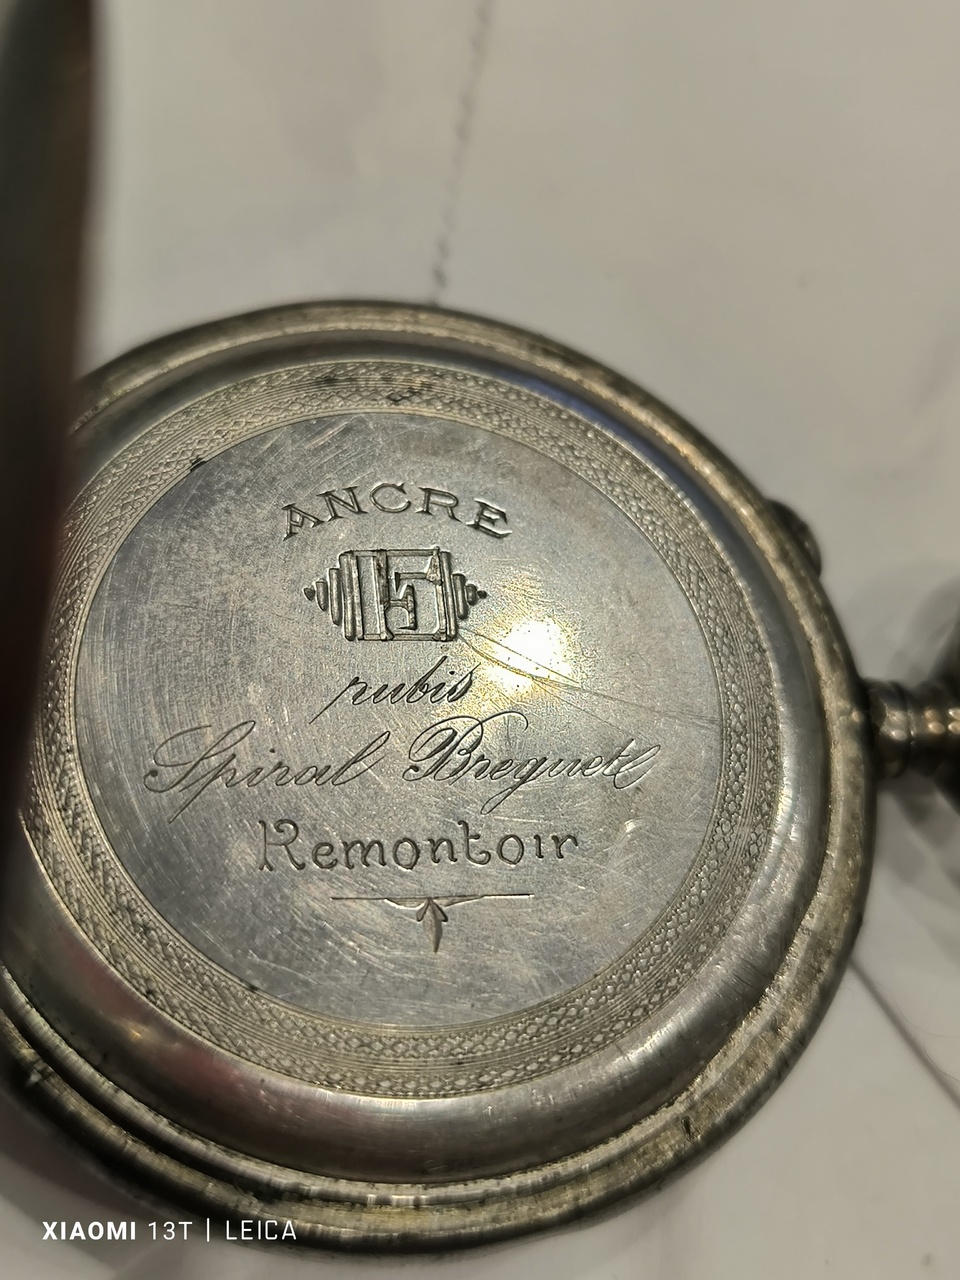 ANCRE
15
rubis
Spiral Breguet
Remontoir
XIAOMI 13T | LEICA